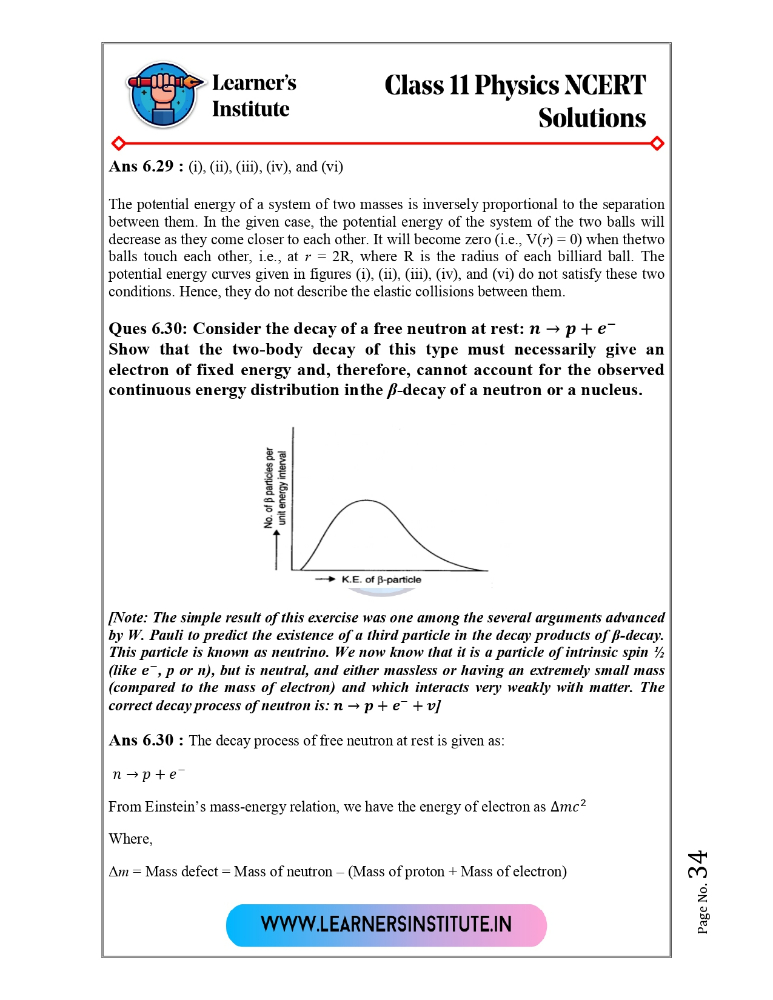 Learner's
Institute
Class 11 Physics NCERT
Solutions
Ans 6.29 : (i), (ii), (iii), (iv), and (vi)
The potential energy of a system of two masses is inversely proportional to the separation
between them. In the given case, the potential energy of the system of the two balls will
decrease as they come closer to each other. It will become zero (i.e., V(r) = 0) when thetwo
balls touch each other, i.e., at r = 2R, where R is the radius of each billiard ball. The
potential energy curves given in figures (i), (ii), (iii), (iv), and (vi) do not satisfy these two
conditions. Hence, they do not describe the elastic collisions between them.
Ques 6.30: Consider the decay of a free neutron at rest: n → p + e⁻
Show that the two-body decay of this type must necessarily give an
electron of fixed energy and, therefore, cannot account for the observed
continuous energy distribution inthe β-decay of a neutron or a nucleus.
No. of β particles per
unit energy interval
K.E. of β-particle
[Note: The simple result of this exercise was one among the several arguments advanced
by W. Pauli to predict the existence of a third particle in the decay products of β-decay.
This particle is known as neutrino. We now know that it is a particle of intrinsic spin ½
(like e⁻, p or n), but is neutral, and either massless or having an extremely small mass
(compared to the mass of electron) and which interacts very weakly with matter. The
correct decay process of neutron is: n → p + e⁻ + v]
Ans 6.30 : The decay process of free neutron at rest is given as:
n → p + e⁻
From Einstein's mass-energy relation, we have the energy of electron as Δmc²
Where,
Δm = Mass defect = Mass of neutron – (Mass of proton + Mass of electron)
WWW.LEARNERSINSTITUTE.IN
Page No. 34